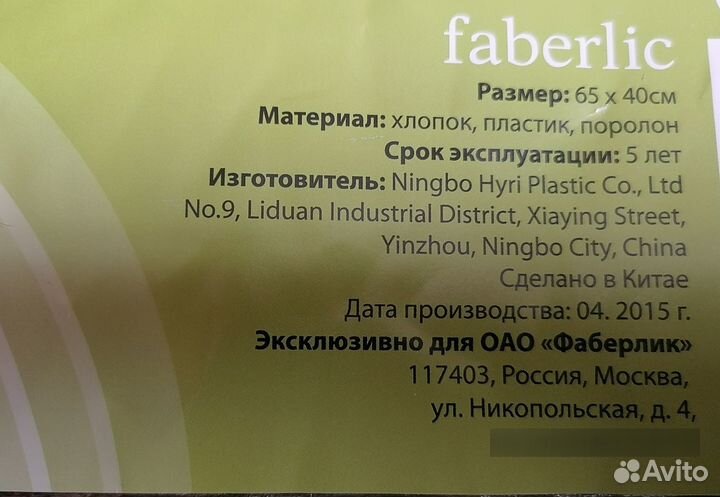 faberlic
Размер: 65 х 40см
Материал: хлопок, пластик, поролон
Срок эксплуатации: 5 лет
Изготовитель: Ningbo Hyri Plastic Co., Ltd
No.9, Liduan Industrial District, Xiaying Street,
Yinzhou, Ningbo City, China
Сделано в Китае
Дата производства: 04. 2015 г.
Эксклюзивно для ОАО «Фаберлик»
117403, Россия, Москва,
ул. Никопольская, д. 4,
Avito